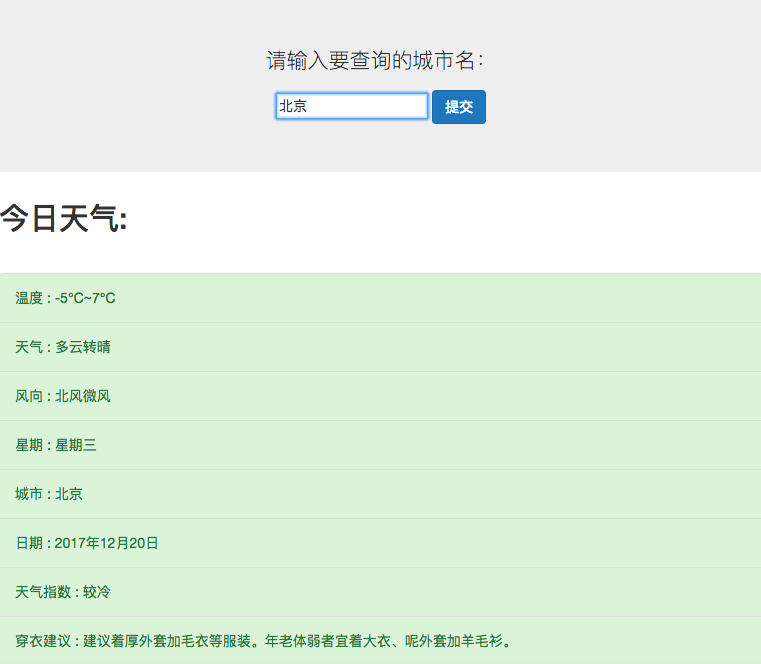 请输入要查询的城市名：
北京 提交
今日天气:
温度 : -5℃~7℃
天气 : 多云转晴
风向 : 北风微风
星期 : 星期三
城市 : 北京
日期 : 2017年12月20日
天气指数 : 较冷
穿衣建议 : 建议着厚外套加毛衣等服装。年老体弱者宜着大衣、呢外套加羊毛衫。